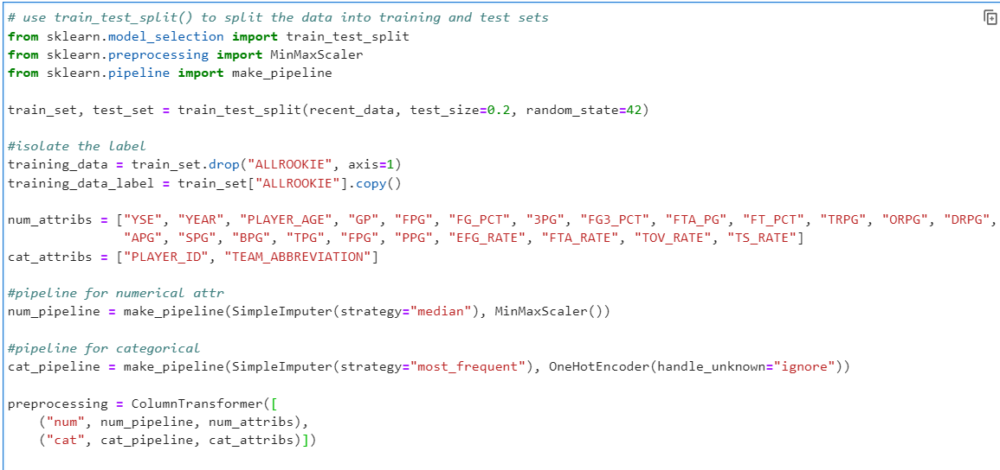 # use train_test_split() to split the data into training and test sets
from sklearn.model_selection import train_test_split
from sklearn.preprocessing import MinMaxScaler
from sklearn.pipeline import make_pipeline

train_set, test_set = train_test_split(recent_data, test_size=0.2, random_state=42)

#isolate the label
training_data = train_set.drop("ALLROOKIE", axis=1)
training_data_label = train_set["ALLROOKIE"].copy()

num_attribs = ["YSE", "YEAR", "PLAYER_AGE", "GP", "FPG", "FG_PCT", "3PG", "FG3_PCT", "FTA_PG", "FT_PCT", "TRPG", "ORPG", "DRPG",
               "APG", "SPG", "BPG", "TPG", "FPG", "PPG", "EFG_RATE", "FTA_RATE", "TOV_RATE", "TS_RATE"]
cat_attribs = ["PLAYER_ID", "TEAM_ABBREVIATION"]

#pipeline for numerical attr
num_pipeline = make_pipeline(SimpleImputer(strategy="median"), MinMaxScaler())

#pipeline for categorical
cat_pipeline = make_pipeline(SimpleImputer(strategy="most_frequent"), OneHotEncoder(handle_unknown="ignore"))

preprocessing = ColumnTransformer([
    ("num", num_pipeline, num_attribs),
    ("cat", cat_pipeline, cat_attribs)])